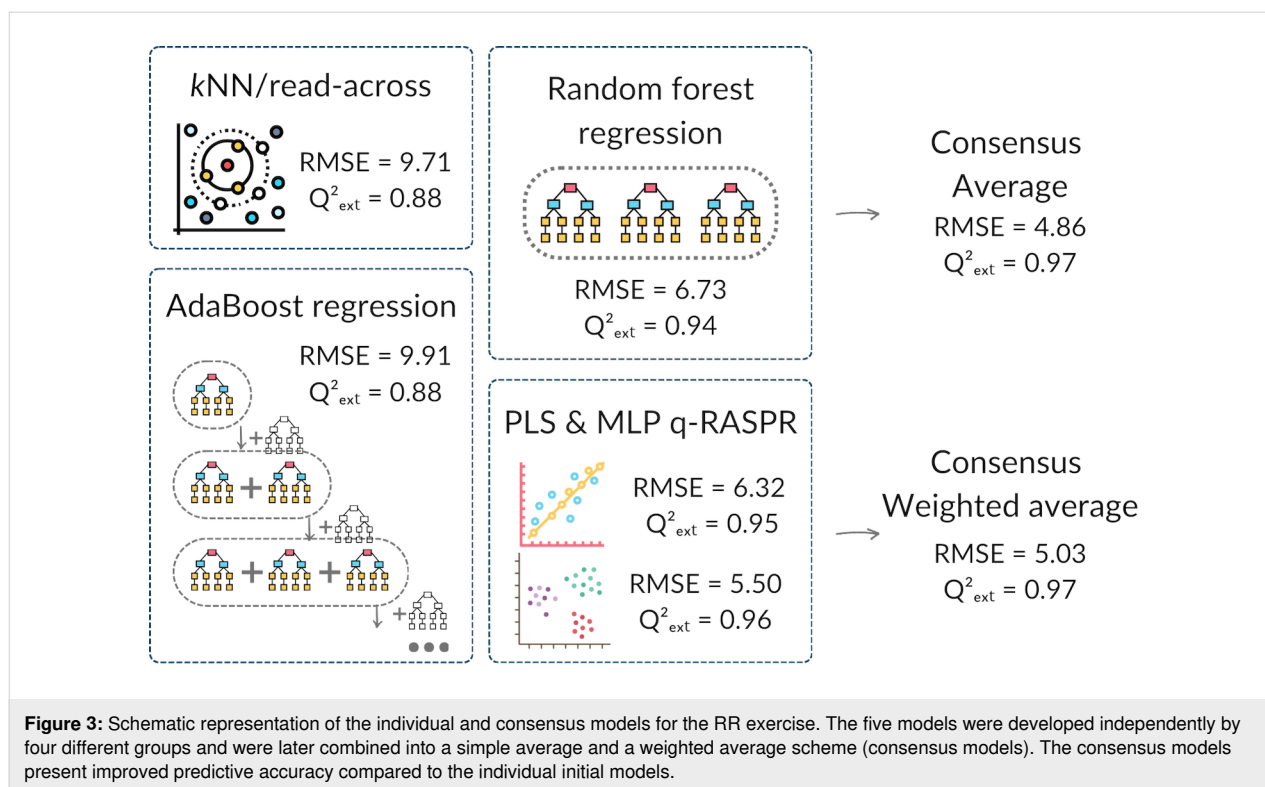 kNN/read-across
RMSE = 9.71
Q²ext = 0.88
Random forest
regression
RMSE = 6.73
Q²ext = 0.94
AdaBoost regression
RMSE = 9.91
Q²ext = 0.88
PLS & MLP q-RASPR
RMSE = 6.32
Q²ext = 0.95
RMSE = 5.50
Q²ext = 0.96
Consensus
Average
RMSE = 4.86
Q²ext = 0.97
Consensus
Weighted average
RMSE = 5.03
Q²ext = 0.97
Figure 3: Schematic representation of the individual and consensus models for the RR exercise. The five models were developed independently by
four different groups and were later combined into a simple average and a weighted average scheme (consensus models). The consensus models
present improved predictive accuracy compared to the individual initial models.